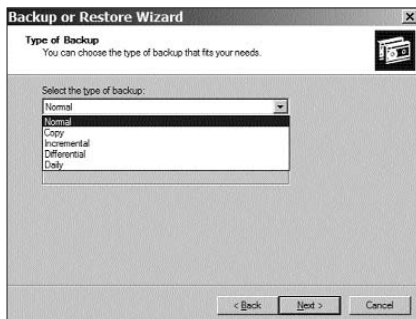 Backup or Restore Wizard
Type of Backup
You can choose the type of backup that fits your needs.
Select the type of backup:
Normal
Normal
Copy
Incremental
Differential
Daily
< Back
Next >
Cancel